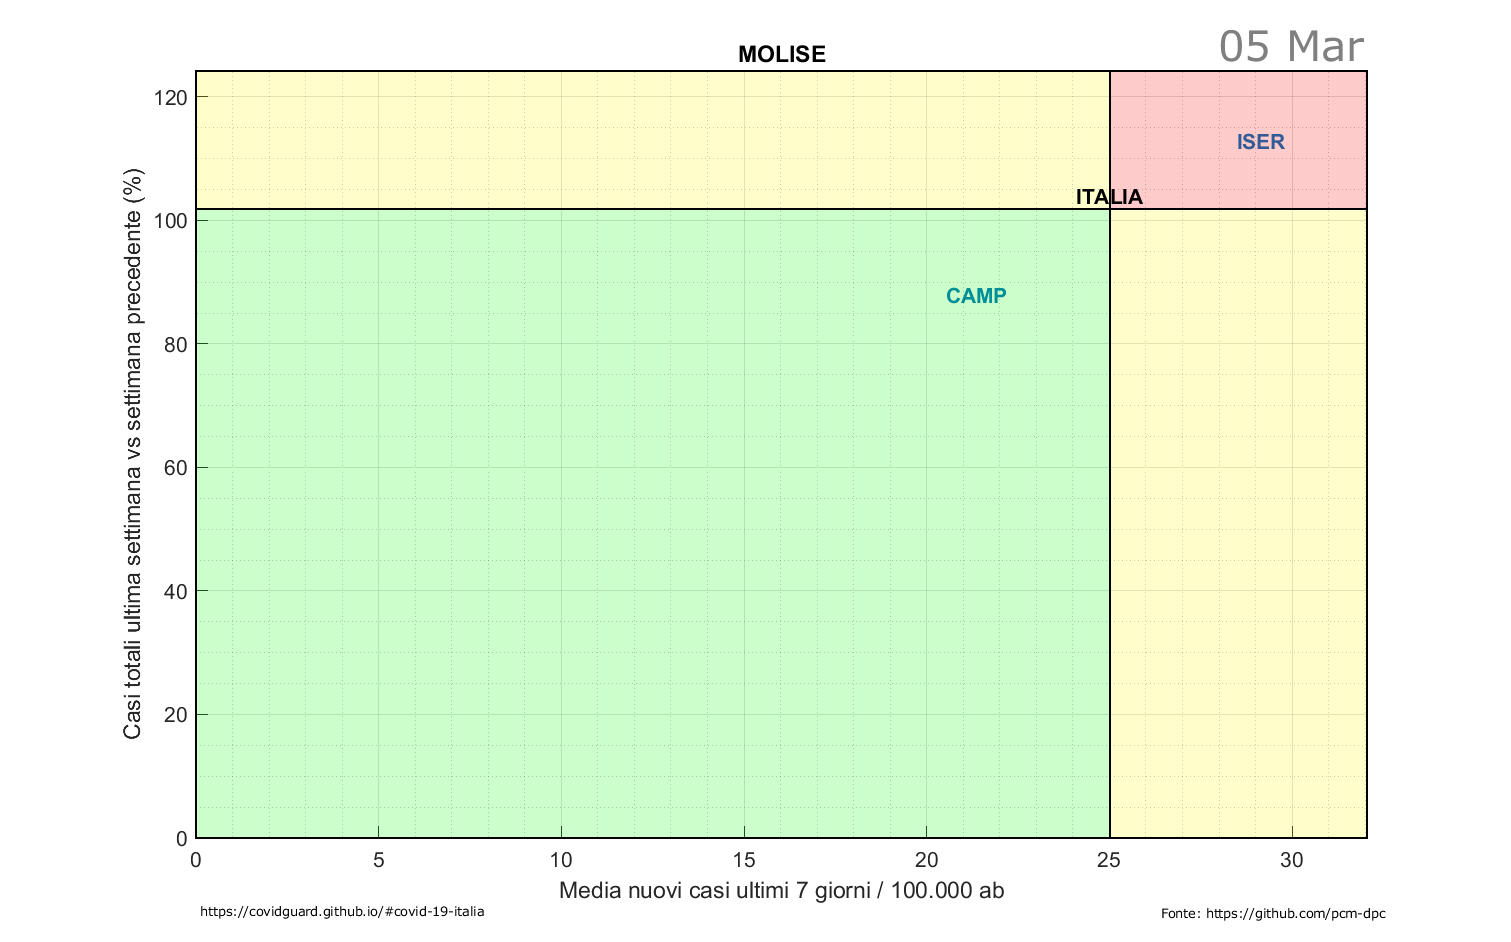 05 Mar
MOLISE
120
100
80
60
40
20
0
Casi totali ultima settimana vs settimana precedente (%)
ISER
ITALIA
CAMP
0 5 10 15 20 25 30
Media nuovi casi ultimi 7 giorni / 100.000 ab
https://covidguard.github.io/#covid-19-italia
Fonte: https://github.com/pcm-dpc